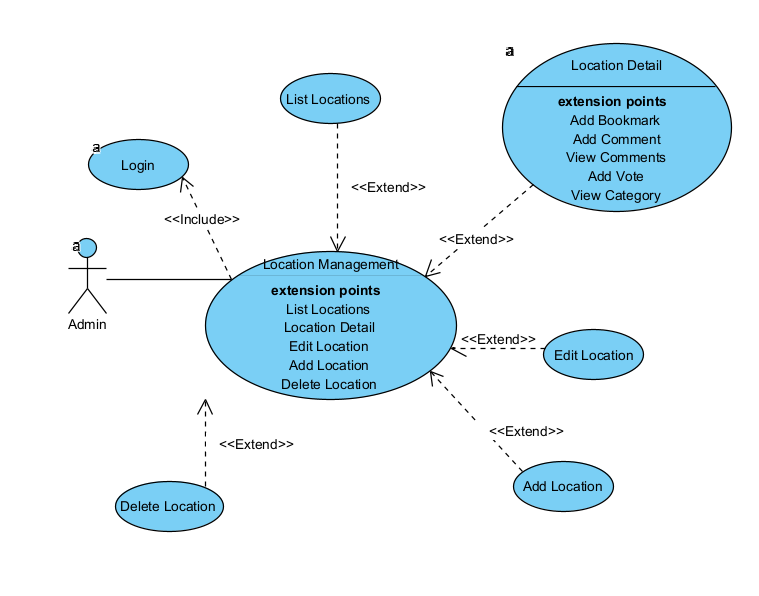 a
Location Detail
extension points
Add Bookmark
Add Comment
View Comments
Add Vote
View Category
List Locations
a
Login
<<Extend>>
<<Include>>
<<Extend>>
a
Admin
Location Management
extension points
List Locations
Location Detail
Edit Location
Add Location
Delete Location
<<Extend>>
Edit Location
<<Extend>>
<<Extend>>
Add Location
Delete Location